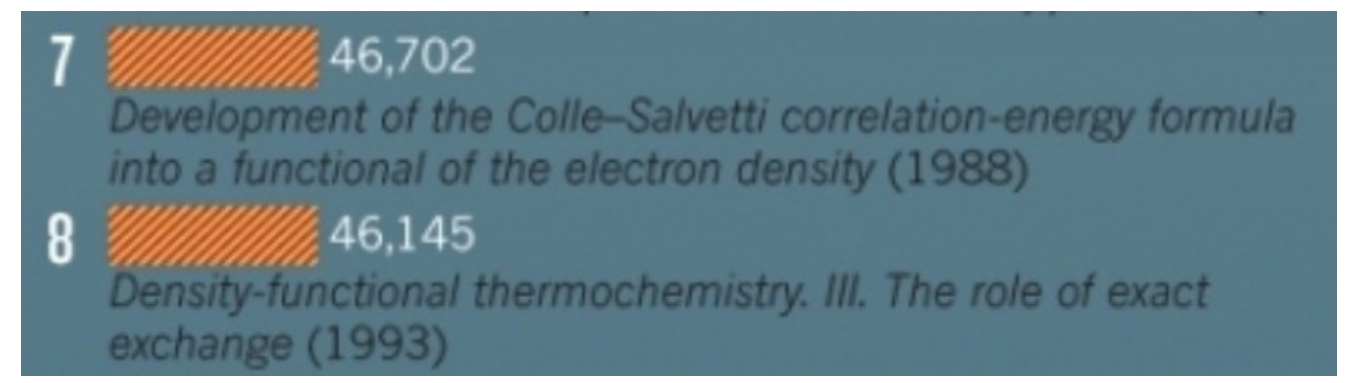 7 46,702
Development of the Colle–Salvetti correlation-energy formula
into a functional of the electron density (1988)
8 46,145
Density-functional thermochemistry. III. The role of exact
exchange (1993)